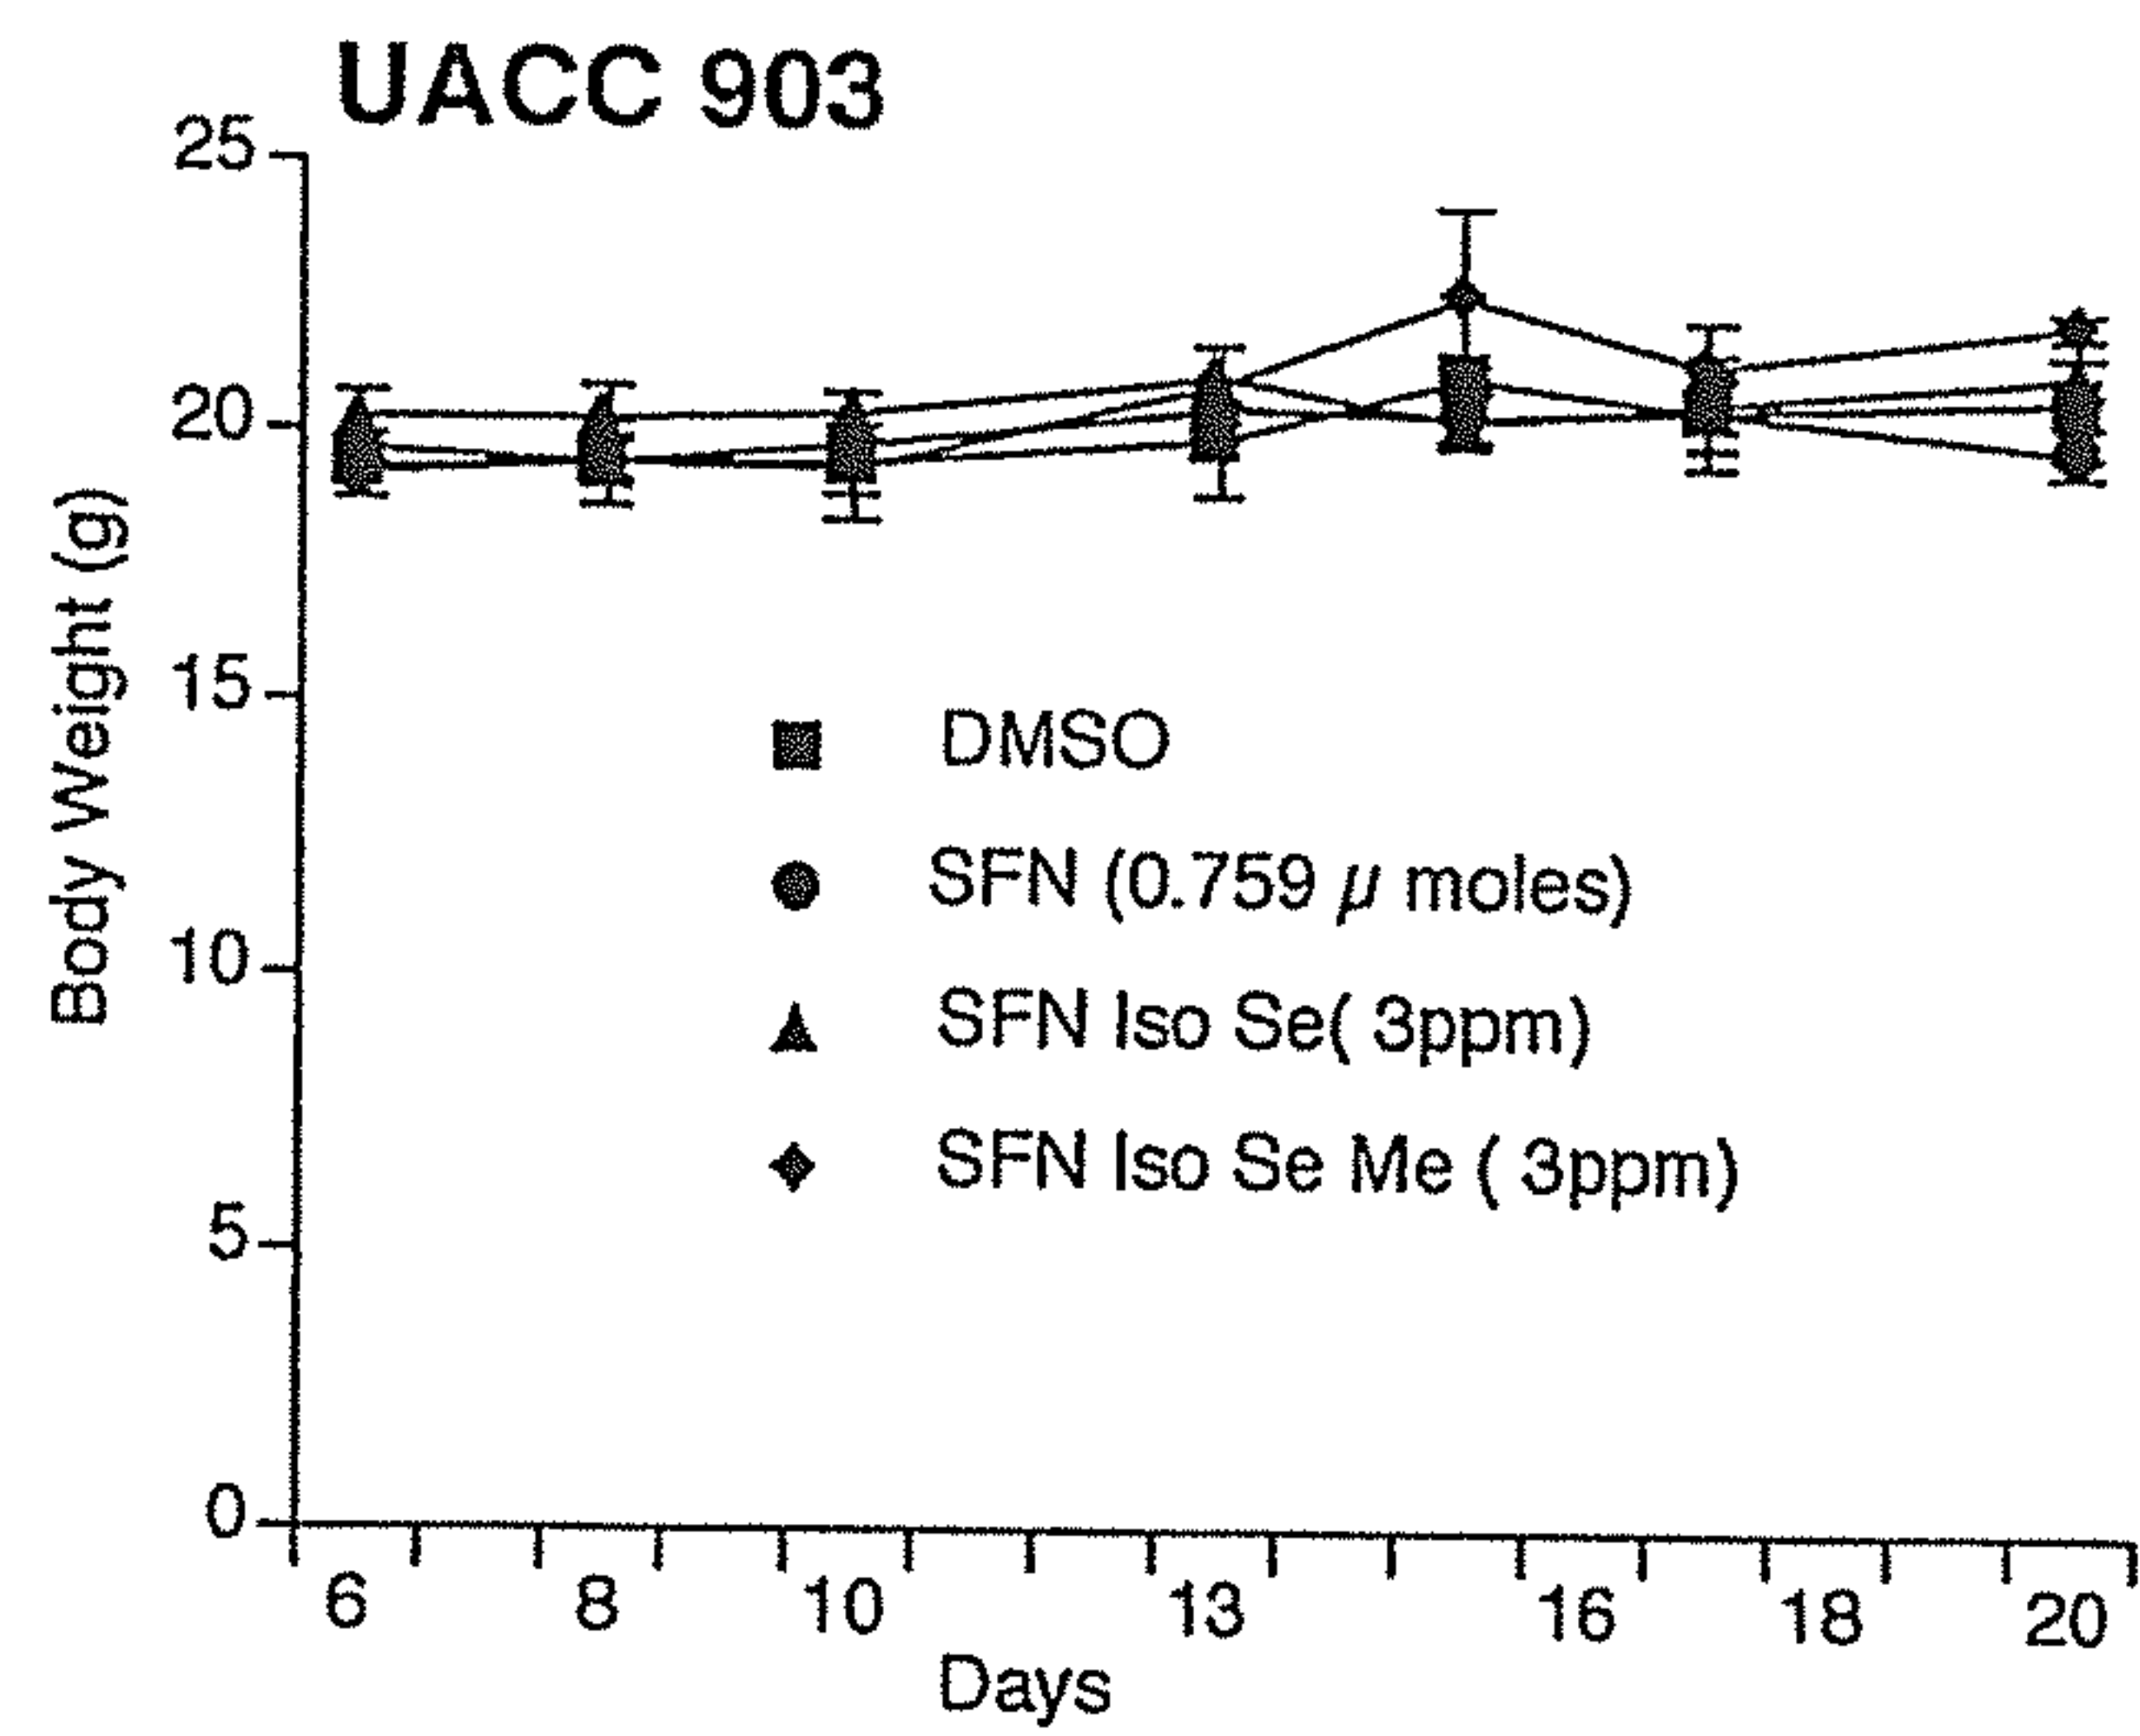 UACC 903
25
20
15
10
5
0
Body Weight (g)
DMSO
SFN (0.759 µ moles)
SFN Iso Se( 3ppm)
SFN Iso Se Me ( 3ppm)
6 8 10 13 16 18 20
Days